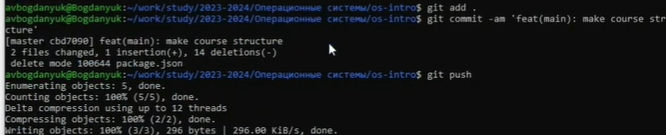 avbogdanyuk@Bogdanyuk:~/work/study/2023-2024/Операционные системы/os-intro$ git add .
avbogdanyuk@Bogdanyuk:~/work/study/2023-2024/Операционные системы/os-intro$ git commit -am 'feat(main): make course stru
cture'
[master cbd7090] feat(main): make course structure
2 files changed, 1 insertion(+), 14 deletions(-)
delete mode 100644 package.json
avbogdanyuk@Bogdanyuk:~/work/study/2023-2024/Операционные системы/os-intro$ git push
Enumerating objects: 5, done.
Counting objects: 100% (5/5), done.
Delta compression using up to 12 threads
Compressing objects: 100% (2/2), done.
Writing objects: 100% (3/3), 296 bytes | 296.00 KiB/s, done.